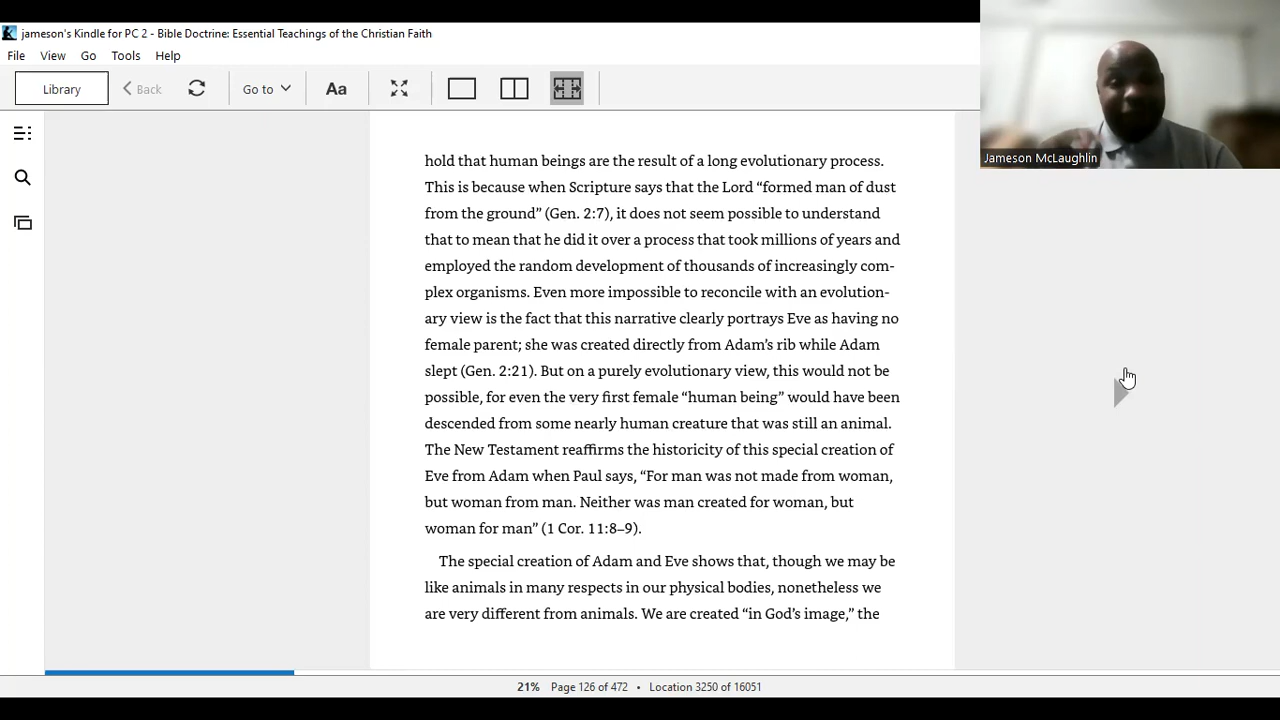 jameson's Kindle for PC 2 - Bible Doctrine: Essential Teachings of the Christian Faith
File View Go Tools Help
Library Back Go to Aa
Jameson McLaughlin
hold that human beings are the result of a long evolutionary process.
This is because when Scripture says that the Lord “formed man of dust
from the ground” (Gen. 2:7), it does not seem possible to understand
that to mean that he did it over a process that took millions of years and
employed the random development of thousands of increasingly com-
plex organisms. Even more impossible to reconcile with an evolution-
ary view is the fact that this narrative clearly portrays Eve as having no
female parent; she was created directly from Adam’s rib while Adam
slept (Gen. 2:21). But on a purely evolutionary view, this would not be
possible, for even the very first female “human being” would have been
descended from some nearly human creature that was still an animal.
The New Testament reaffirms the historicity of this special creation of
Eve from Adam when Paul says, “For man was not made from woman,
but woman from man. Neither was man created for woman, but
woman for man” (1 Cor. 11:8–9).
The special creation of Adam and Eve shows that, though we may be
like animals in many respects in our physical bodies, nonetheless we
are very different from animals. We are created “in God’s image,” the
21% Page 126 of 472 • Location 3250 of 16051